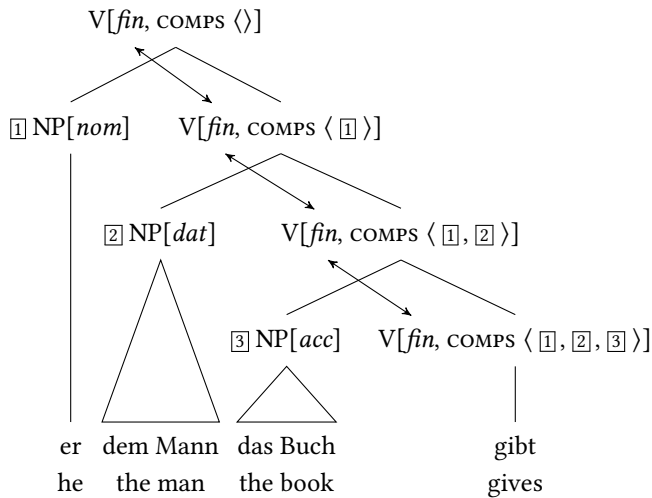 V[fin, COMPS ⟨⟩]
1 NP[nom] V[fin, COMPS ⟨ 1 ⟩]
2 NP[dat] V[fin, COMPS ⟨ 1 , 2 ⟩]
3 NP[acc] V[fin, COMPS ⟨ 1 , 2 , 3 ⟩]
er dem Mann das Buch gibt
he the man the book gives